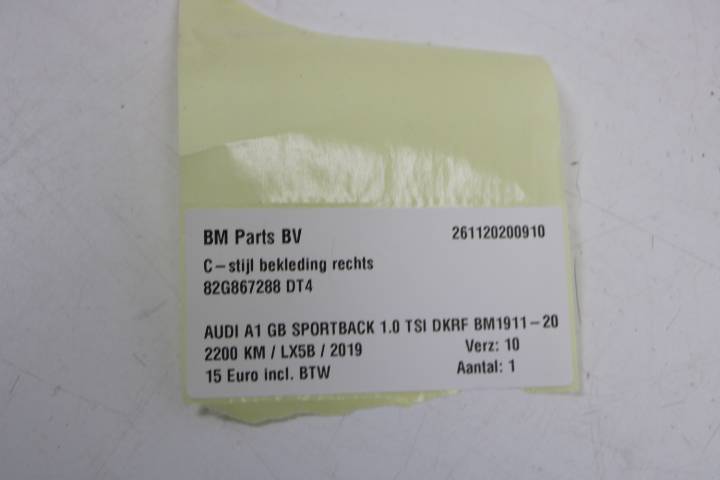 BM Parts BV 261120200910
C-stijl bekleding rechts
82G867288 DT4
AUDI A1 GB SPORTBACK 1.0 TSI DKRF BM1911-20
2200 KM / LX5B / 2019 Verz: 10
15 Euro incl. BTW Aantal: 1